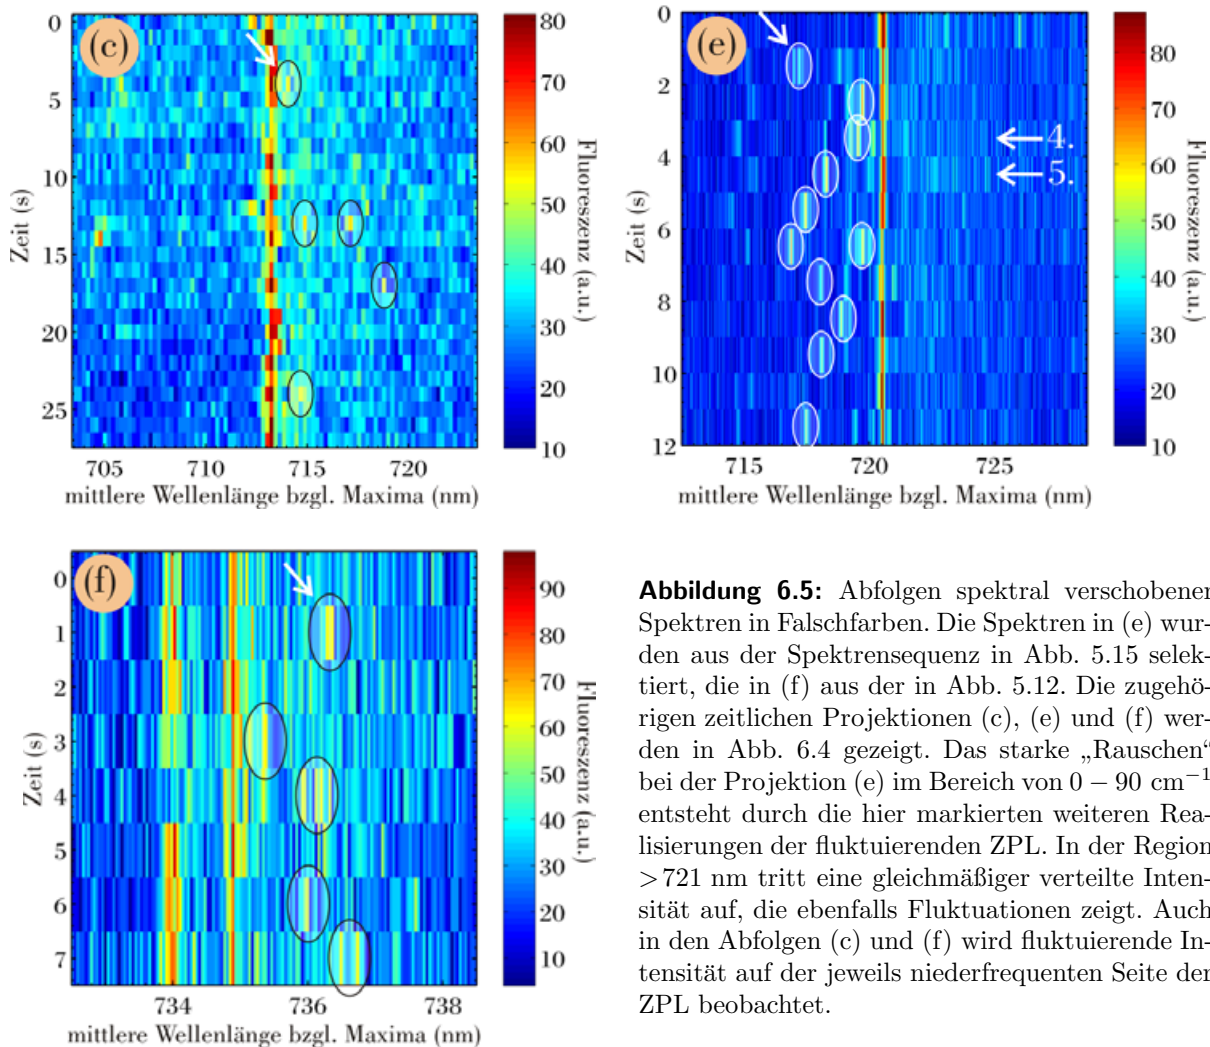 (c)
0
5
10
15
20
25
Zeit (s)
705 710 715 720
mittlere Wellenlänge bzgl. Maxima (nm)
80
70
60
50
40
30
20
10
Fluoreszenz (a.u.)
(e)
0
2
4
6
8
10
12
Zeit (s)
4.
5.
715 720 725
mittlere Wellenlänge bzgl. Maxima (nm)
80
70
60
50
40
30
20
10
Fluoreszenz (a.u.)
(f)
0
1
2
3
4
5
6
7
Zeit (s)
734 736 738
mittlere Wellenlänge bzgl. Maxima (nm)
90
80
70
60
50
40
30
20
10
Fluoreszenz (a.u.)
Abbildung 6.5: Abfolgen spektral verschobener
Spektren in Falschfarben. Die Spektren in (e) wur-
den aus der Spektrensequenz in Abb. 5.15 selek-
tiert, die in (f) aus der in Abb. 5.12. Die zugehö-
rigen zeitlichen Projektionen (c), (e) und (f) wer-
den in Abb. 6.4 gezeigt. Das starke „Rauschen“
bei der Projektion (e) im Bereich von 0 – 90 cm⁻¹
entsteht durch die hier markierten weiteren Rea-
lisierungen der fluktuierenden ZPL. In der Region
>721 nm tritt eine gleichmäßiger verteilte Inten-
sität auf, die ebenfalls Fluktuationen zeigt. Auch
in den Abfolgen (c) und (f) wird fluktuierende In-
tensität auf der jeweils niederfrequenten Seite der
ZPL beobachtet.